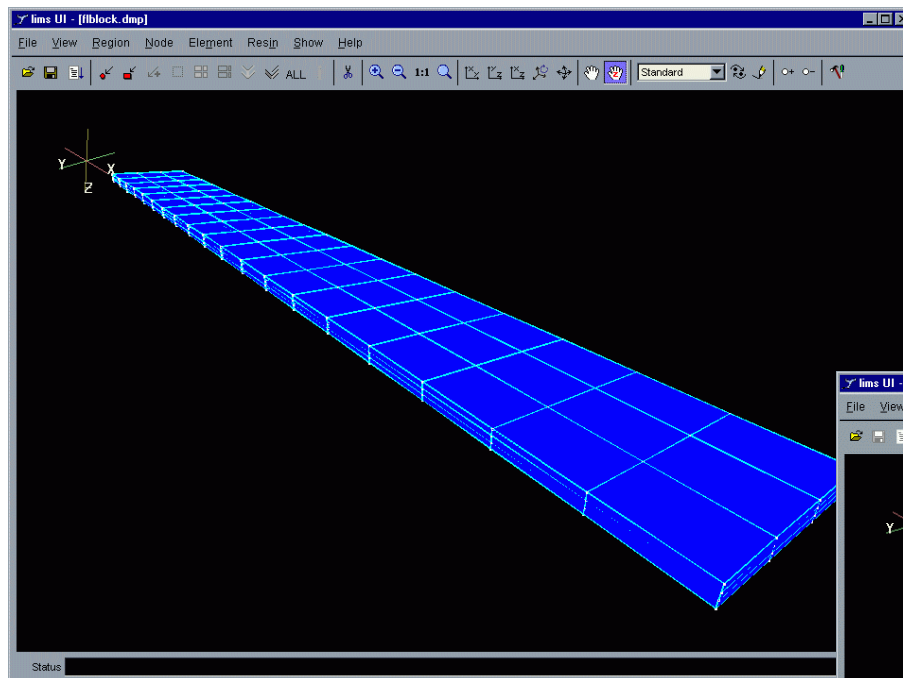 lims UI - [flblock.dmp]
File View Region Node Element Resin Show Help
ALL 1:1 Standard
Y X
Z
lims UI -
File View
Y
Status